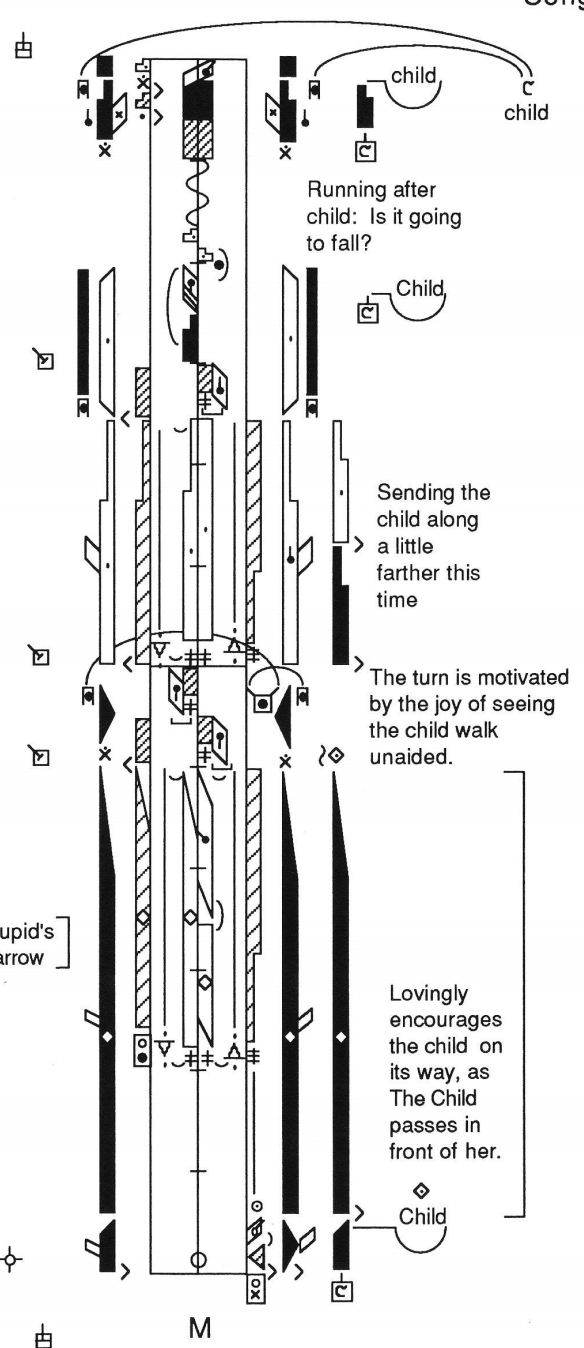 child
child
Running after
child: Is it going
to fall?
Child
Sending the
child along
a little
farther this
time
The turn is motivated
by the joy of seeing
the child walk
unaided.
arrow
Lovingly
encourages
the child on
its way, as
The Child
passes in
front of her.
Child
M